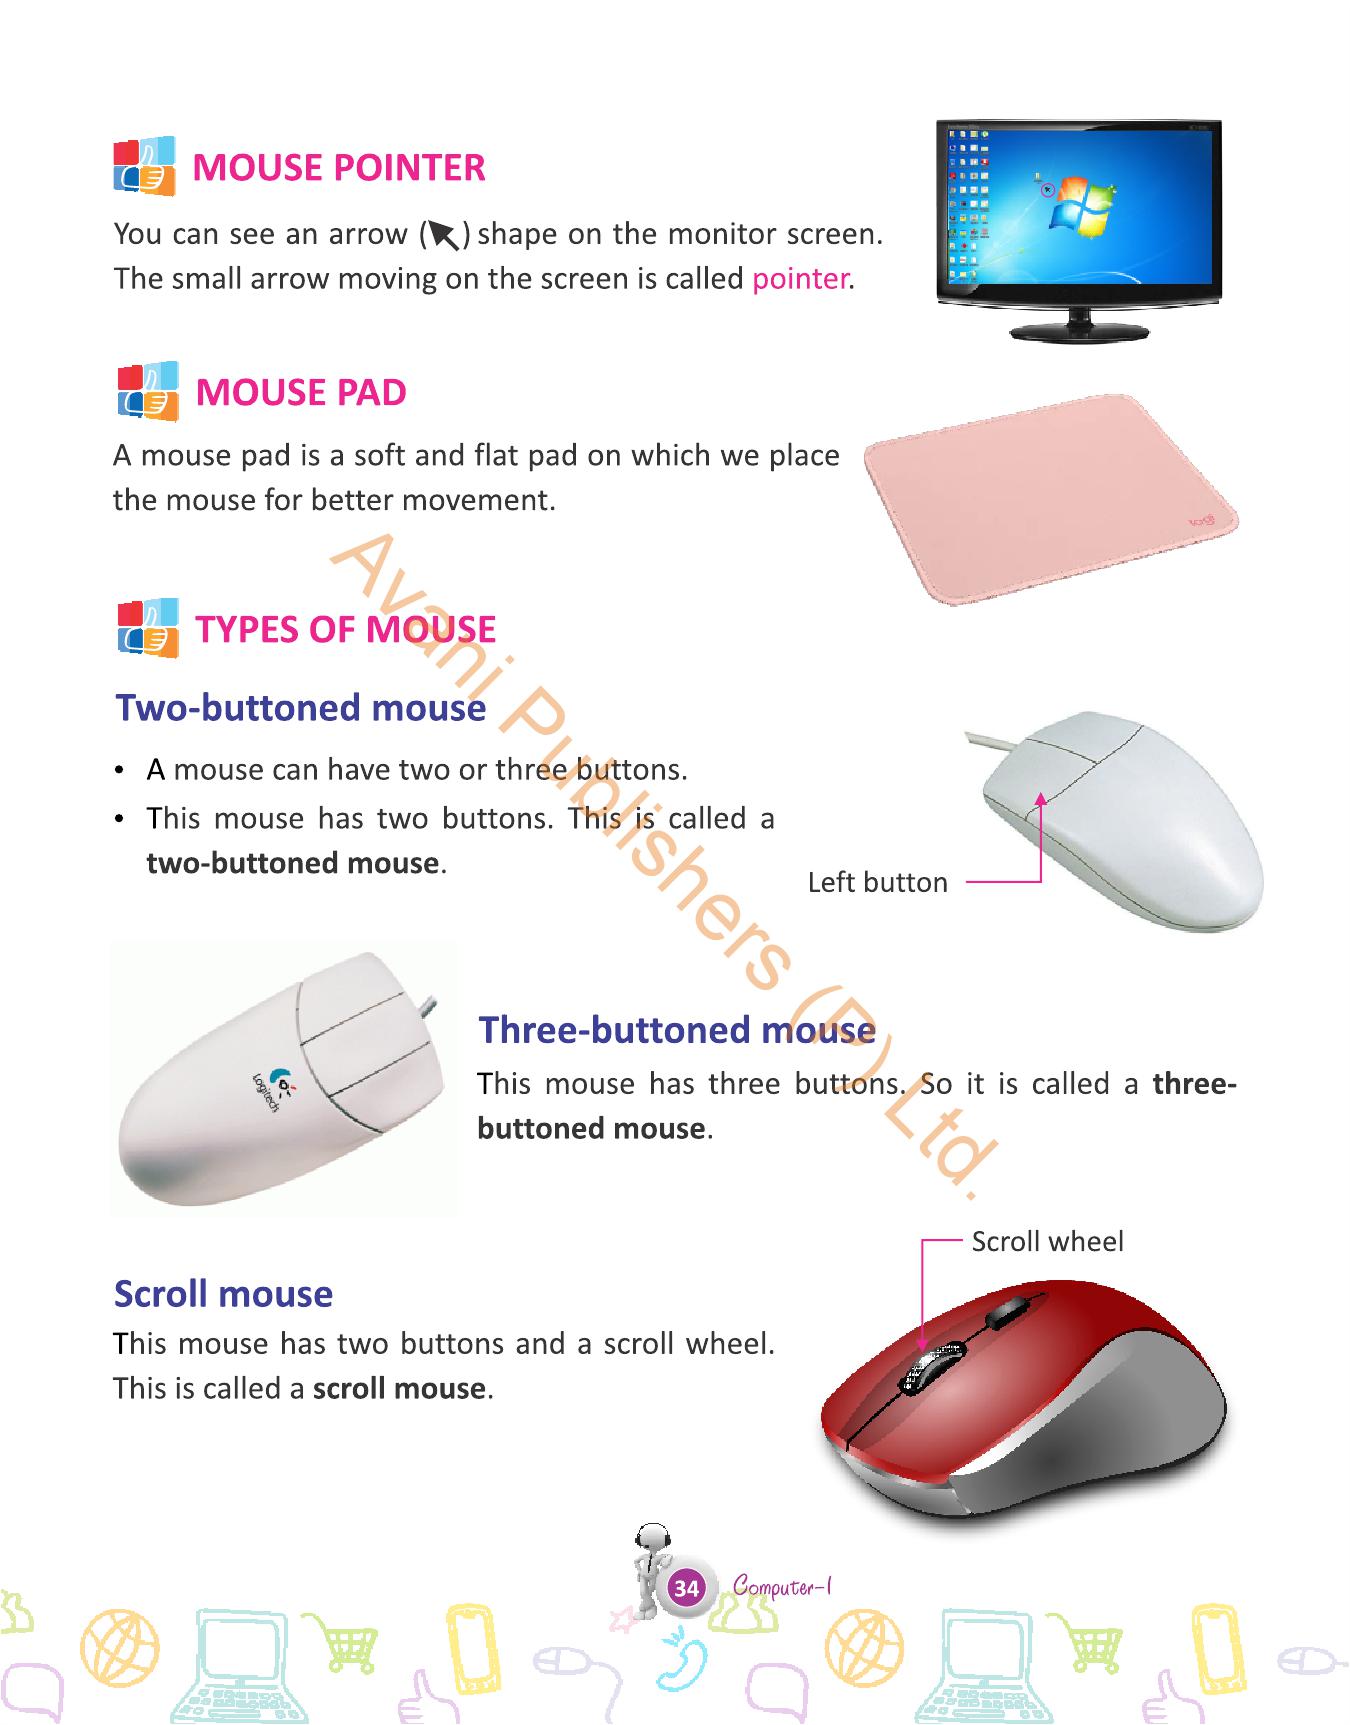 MOUSE POINTER
You can see an arrow ( ) shape on the monitor screen.
The small arrow moving on the screen is called pointer.
MOUSE PAD
A mouse pad is a soft and flat pad on which we place
the mouse for better movement.
logi
TYPES OF MOUSE
Two-buttoned mouse
• A mouse can have two or three buttons.
• This mouse has two buttons. This is called a
two-buttoned mouse.
Left button
Logitech
Three-buttoned mouse
This mouse has three buttons. So it is called a three-
buttoned mouse.
Scroll wheel
Scroll mouse
This mouse has two buttons and a scroll wheel.
This is called a scroll mouse.
34
Computer-1
Avani Publishers (P) Ltd.